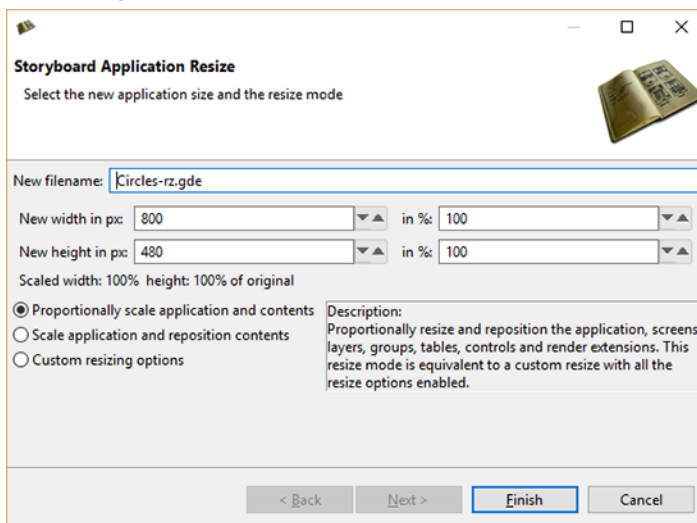 Storyboard Application Resize
Select the new application size and the resize mode
New filename: Circles-rz.gde
New width in px: 800 in %: 100
New height in px: 480 in %: 100
Scaled width: 100% height: 100% of original
Proportionally scale application and contents
Scale application and reposition contents
Custom resizing options
Description:
Proportionally resize and reposition the application, screens
layers, groups, tables, controls and render extensions. This
resize mode is equivalent to a custom resize with all the
resize options enabled.
< Back Next > Finish Cancel